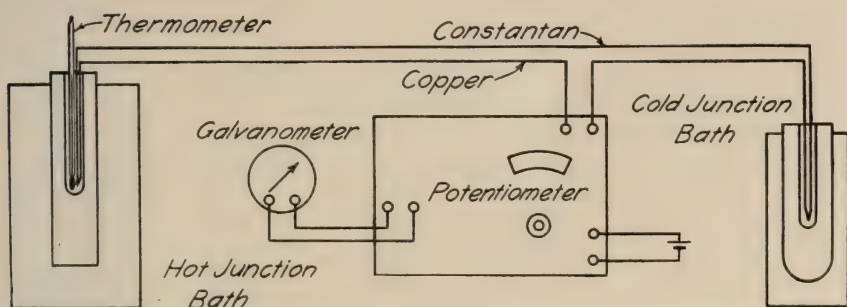 Thermometer
Constantan
Copper
Galvanometer
Cold Junction
Bath
Potentiometer
Hot Junction
Bath